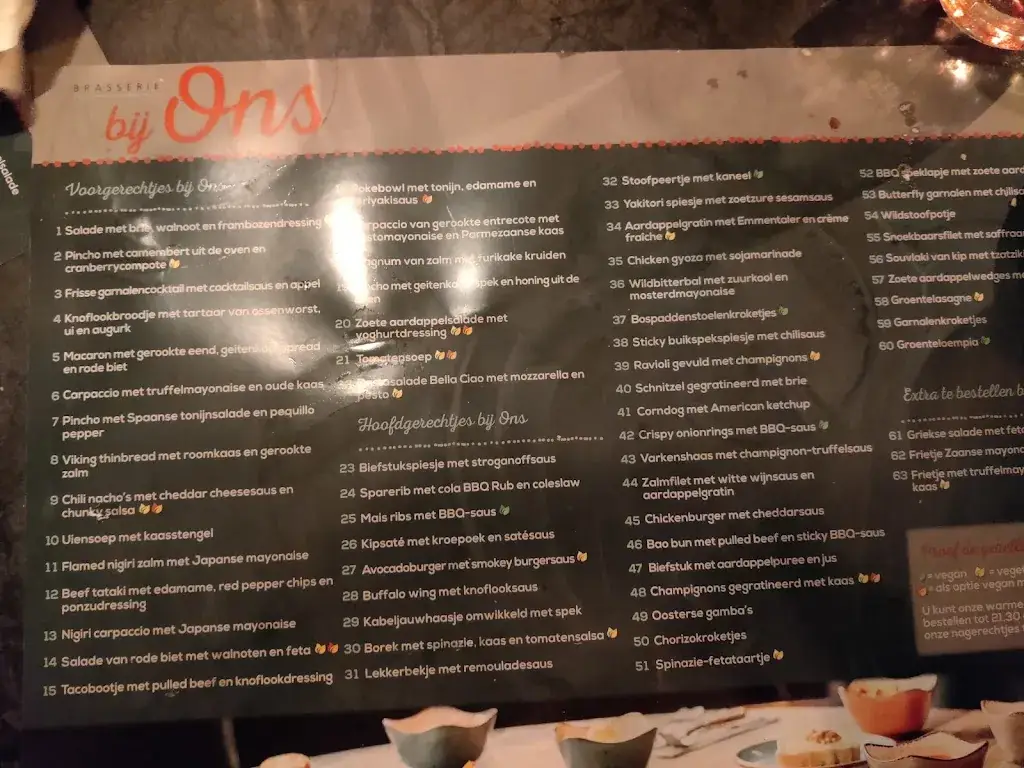 BRASSERIE
bij Ons
Voorgerechtjes bij Ons
1 Salade met brie, walnoot en frambozendressing
2 Pincho met camembert uit de oven en
cranberrycompote
3 Frisse garnalencocktail met cocktailsaus en appel
4 Knoflookbroodje met tartaar van ossenworst,
ui en augurk
5 Macaron met gerookte eend, spread
en rode biet
6 Carpaccio met truffelmayonaise en oude kaas
7 Pincho met Spaanse tonijnsalade en pequillo
pepper
8 Viking thinbread met roomkaas en gerookte
zalm
9 Chili nacho's met cheddar cheesesaus en
chunky salsa
10 Uiensoep met kaasstengel
11 Flamed nigiri zalm met Japanse mayonaise
12 Beef tataki met edamame, red pepper chips en
ponzudressing
13 Nigiri carpaccio met Japanse mayonaise
14 Salade van rode biet met walnoten en feta
15 Tacobootje met pulled beef en knoflookdressing
Pokebowl met tonijn, edamame en
van gerookte entrecote met
en Parmezaanse kaas
van zalm met furikake kruiden
met en honing uit de
20 Zoete aardappelsalade met
yoghurtdressing
21 Tomatensoep
Bella Ciao met mozzarella en
pesto
Hoofdgerechtjes bij Ons
23 Biefstukspiesje met stroganoffsaus
24 Sparerib met cola BBQ Rub en coleslaw
25 Mais ribs met BBQ-saus
26 Kipsaté met kroepoek en satésaus
27 Avocadoburger met smokey burgersaus
28 Buffalo wing met knoflooksaus
29 Kabeljauwhaasje omwikkeld met spek
30 Borek met spinazie, kaas en tomatensalsa
31 Lekkerbekje met remouladesaus
32 Stoofpeertje met kaneel
33 Yakitori spiesje met zoetzure sesamsaus
34 Aardappelgratin met Emmentaler en crème
fraîche
35 Chicken gyoza met sojamarinade
36 Wildbitterbal met zuurkool en
mosterdmayonaise
37 Bospaddenstoelenkroketjes
38 Sticky buikspekspiesje met chilisaus
39 Ravioli gevuld met champignons
40 Schnitzel gegratineerd met brie
41 Corndog met American ketchup
42 Crispy onionrings met BBQ-saus
43 Varkenshaas met champignon-truffelsaus
44 Zalmfilet met witte wijnsaus en
aardappelgratin
45 Chickenburger met cheddarsaus
46 Bao bun met pulled beef en sticky BBQ-saus
47 Biefstuk met aardappelpuree en jus
48 Champignons gegratineerd met kaas
49 Oosterse gamba's
50 Chorizokroketjes
51 Spinazie-fetataartje
52 BBQ met zoete
53 Butterfly garnalen met
54 Wildstoofpotje
55 Snoekbaarsfilet met
56 Souvlaki van kip met
57 Zoete aardappelwedges
58 Groentelasagne
59 Garnalenkroketjes
60 Groenteloempia
Extra te bestellen
61 Griekse salade met
62 Frietje Zaanse
63 Frietje met
kaas
= vegan
= als optie vegan
U kunt onze
bestellen tot 21.30
onze nagerechtjes